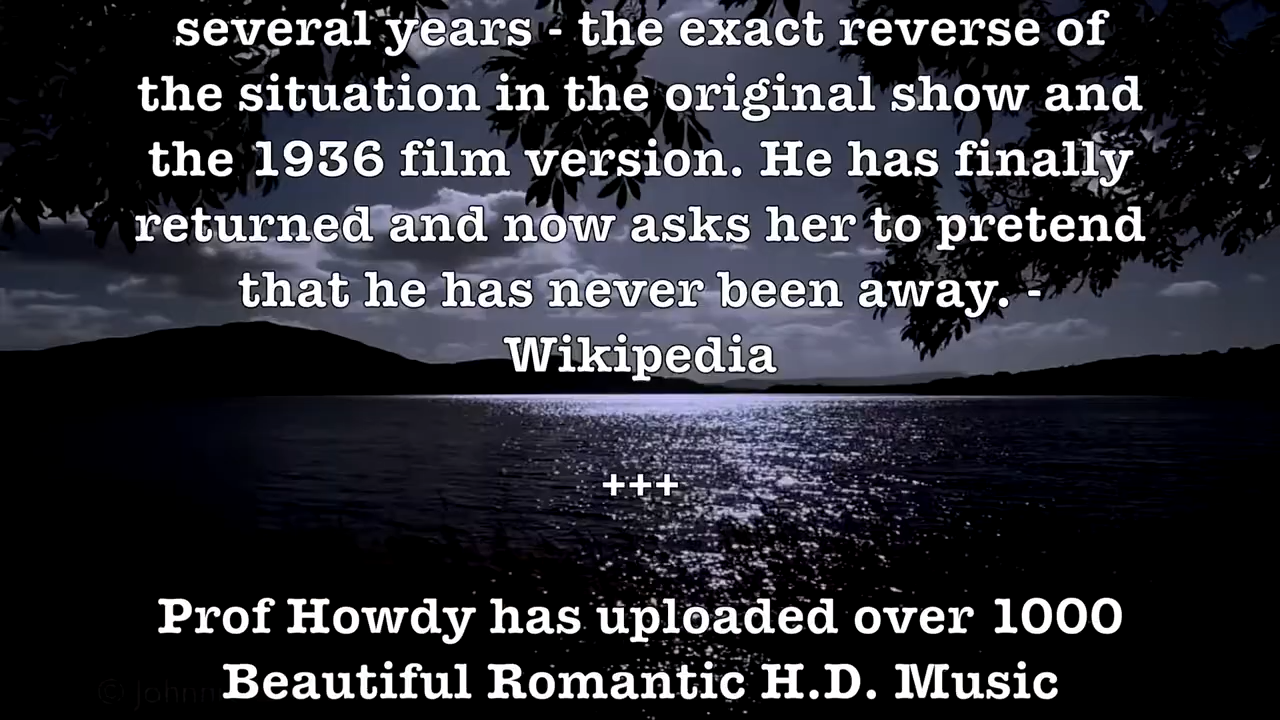 several years - the exact reverse of
the situation in the original show and
the 1936 film version. He has finally
returned and now asks her to pretend
that he has never been away. -
Wikipedia
+++
Prof Howdy has uploaded over 1000
Beautiful Romantic H.D. Music